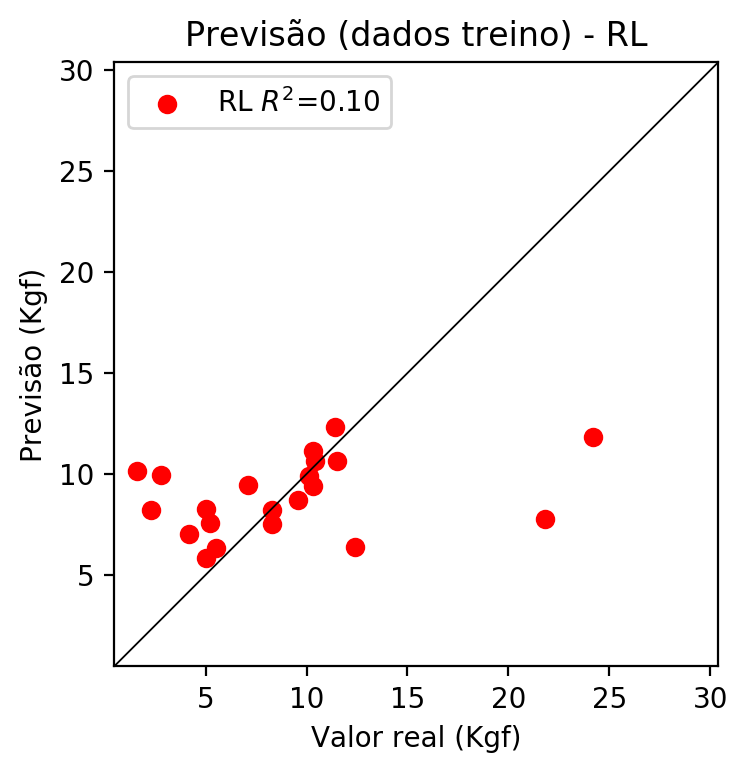 Previsão (dados treino) - RL
RL R²=0.10
Previsão (Kgf)
30
25
20
15
10
5
5 10 15 20 25 30
Valor real (Kgf)